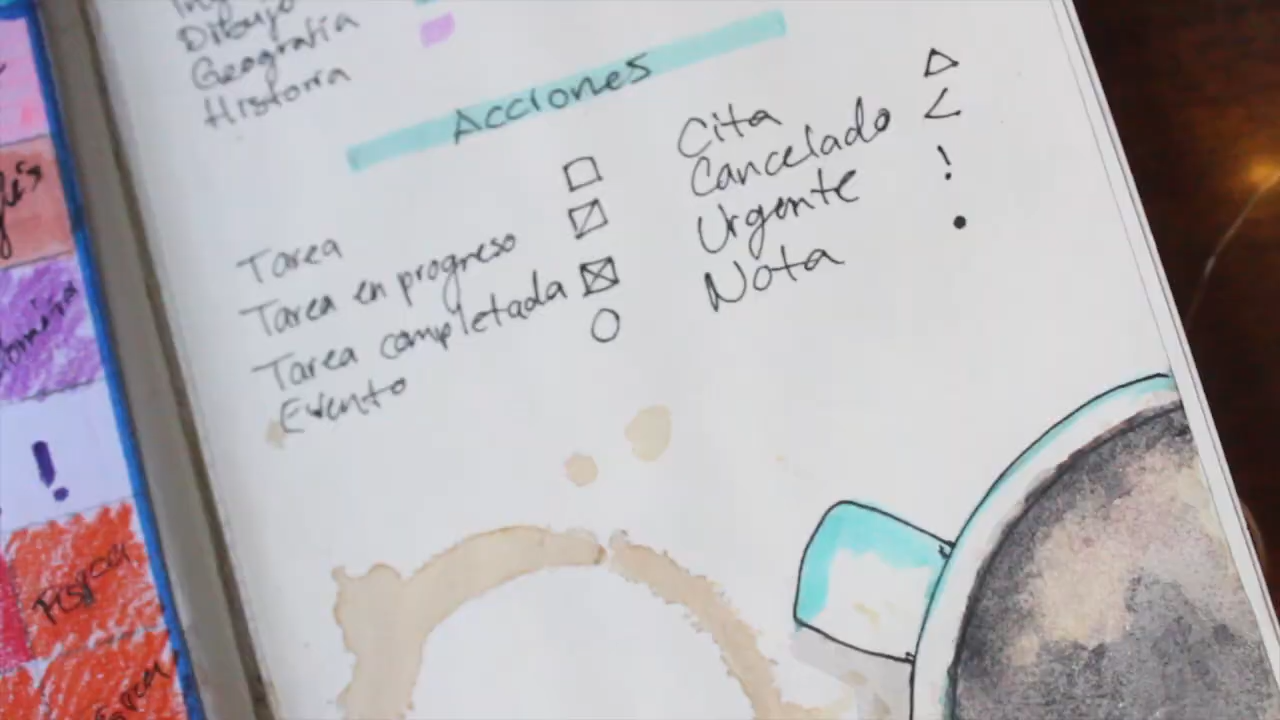 Dibujo
Geografía
Historia
Acciones
Tarea
Tarea en progreso
Tarea completada
Evento
Cita
Cancelado
Urgente
Nota
!
!